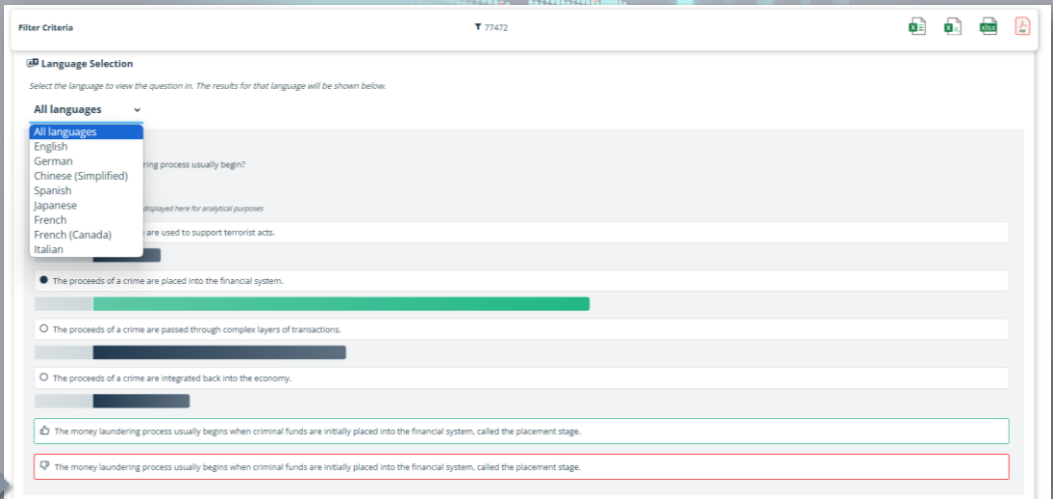 Filter Criteria
77472
Language Selection
Select the language to view the question in. The results for that language will be shown below.
All languages
All languages
English
German
Chinese (Simplified)
Spanish
Japanese
French
French (Canada)
Italian
ring process usually begin?
displayed here for analytical purposes
are used to support terrorist acts.
The proceeds of a crime are placed into the financial system.
The proceeds of a crime are passed through complex layers of transactions.
The proceeds of a crime are integrated back into the economy.
The money laundering process usually begins when criminal funds are initially placed into the financial system, called the placement stage.
The money laundering process usually begins when criminal funds are initially placed into the financial system, called the placement stage.